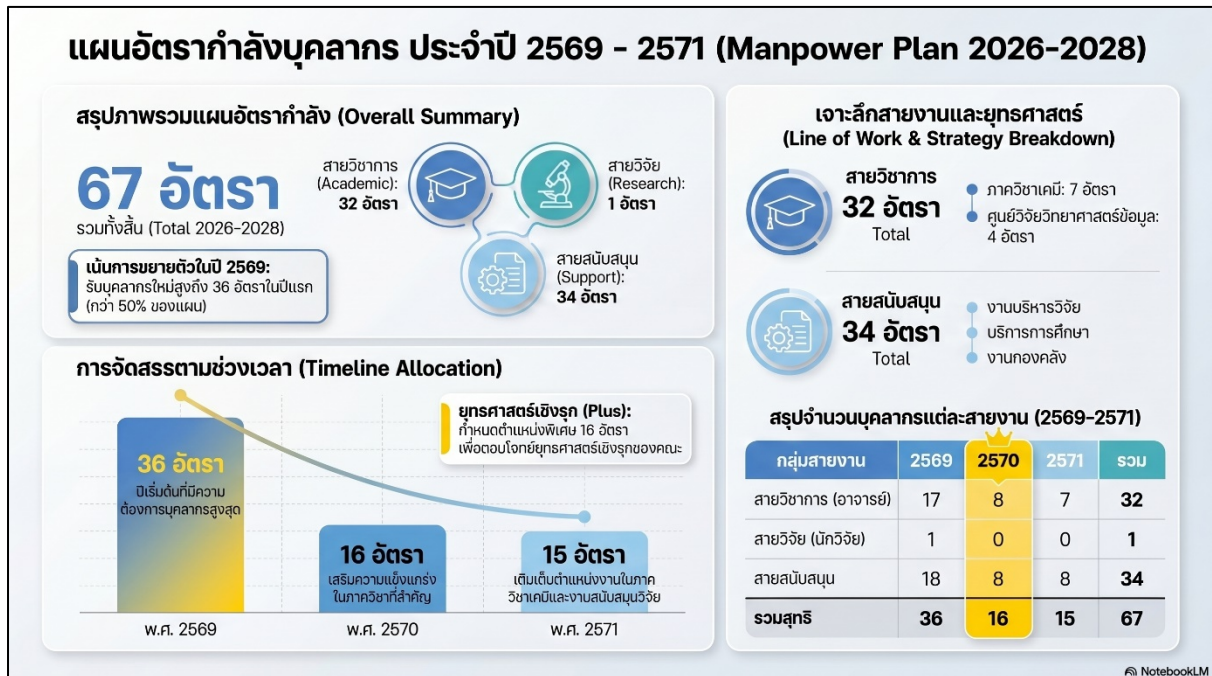 แผนอัตรากำลังบุคลากร ประจำปี 2569 - 2571 (Manpower Plan 2026-2028)
สรุปภาพรวมแผนอัตรากำลัง (Overall Summary)
67 อัตรา
รวมทั้งสิ้น (Total 2026-2028)
เน้นการขยายตัวในปี 2569:
รับบุคลากรใหม่สูงถึง 36 อัตราในปีแรก
(กว่า 50% ของแผน)
สายวิชาการ
(Academic):
32 อัตรา
สายวิจัย
(Research):
1 อัตรา
สายสนับสนุน
(Support):
34 อัตรา
การจัดสรรตามช่วงเวลา (Timeline Allocation)
ยุทธศาสตร์เชิงรุก (Plus):
กำหนดตำแหน่งพิเศษ 16 อัตรา
เพื่อตอบโจทย์ยุทธศาสตร์เชิงรุกของคณะ
36 อัตรา
ปีเริ่มต้นที่มีความ
ต้องการบุคลากรสูงสุด
16 อัตรา
เสริมความแข็งแกร่ง
ในภาควิชาที่สำคัญ
15 อัตรา
เติมเต็มตำแหน่งงานในภาค
วิชาเคมีและงานสนับสมุนวิจัย
พ.ศ. 2569
พ.ศ. 2570
พ.ศ. 2571
เจาะลึกสายงานและยุทธศาสตร์
(Line of Work & Strategy Breakdown)
สายวิชาการ
32 อัตรา
Total
ภาควิชาเคมี: 7 อัตรา
ศูนย์วิจัยวิทยาศาสตร์ข้อมูล:
4 อัตรา
สายสนับสนุน
34 อัตรา
Total
งานบริหารวิจัย
บริการการศึกษา
งานกองคลัง
สรุปจำนวนบุคลากรแต่ละสายงาน (2569-2571)
กลุ่มสายงาน 2569 2570 2571 รวม
สายวิชาการ (อาจารย์) 17 8 7 32
สายวิจัย (นักวิจัย) 1 0 0 1
สายสนับสนุน 18 8 8 34
รวมสุทธิ 36 16 15 67
NotebookLM